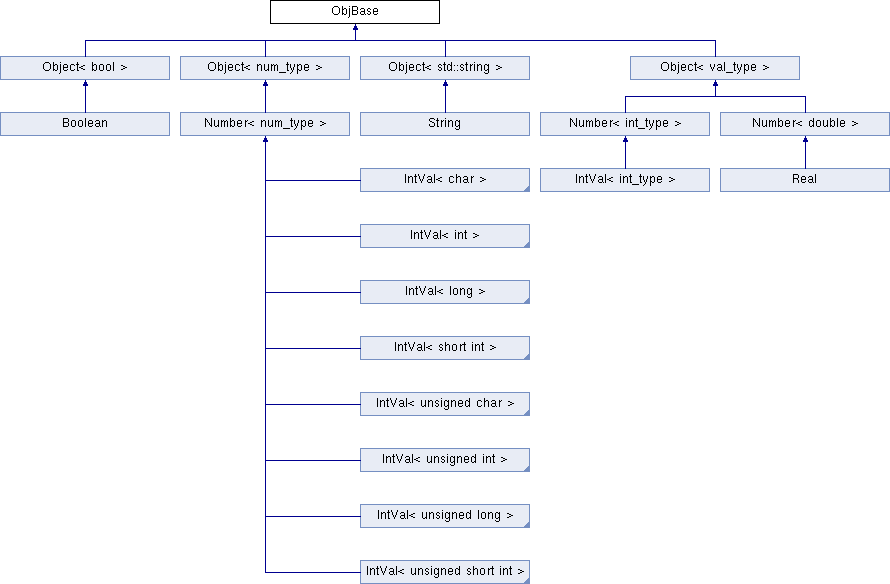 ObjBase
Object< bool >
Object< num_type >
Object< std::string >
Object< val_type >
Boolean
Number< num_type >
String
Number< int_type >
Number< double >
IntVal< char >
IntVal< int_type >
Real
IntVal< int >
IntVal< long >
IntVal< short int >
IntVal< unsigned char >
IntVal< unsigned int >
IntVal< unsigned long >
IntVal< unsigned short int >